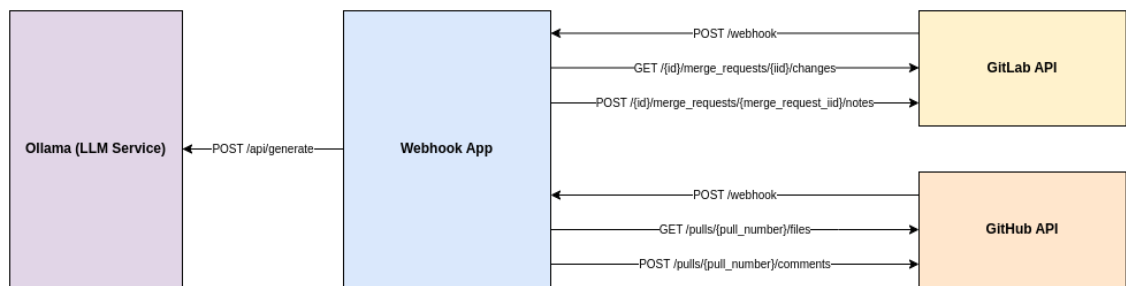 POST /webhook
GET /{id}/merge_requests/{iid}/changes
GitLab API
POST /{id}/merge_requests/{merge_request_iid}/notes
Ollama (LLM Service)
POST /api/generate
Webhook App
POST /webhook
GET /pulls/{pull_number}/files
GitHub API
POST /pulls/{pull_number}/comments